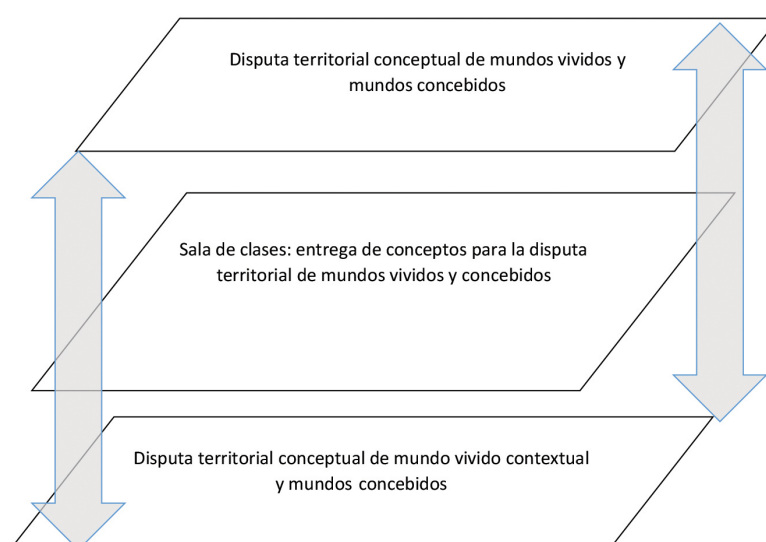 Disputa territorial conceptual de mundos vividos y
mundos concebidos
Sala de clases: entrega de conceptos para la disputa
territorial de mundos vividos y concebidos
Disputa territorial conceptual de mundo vivido contextual
y mundos concebidos